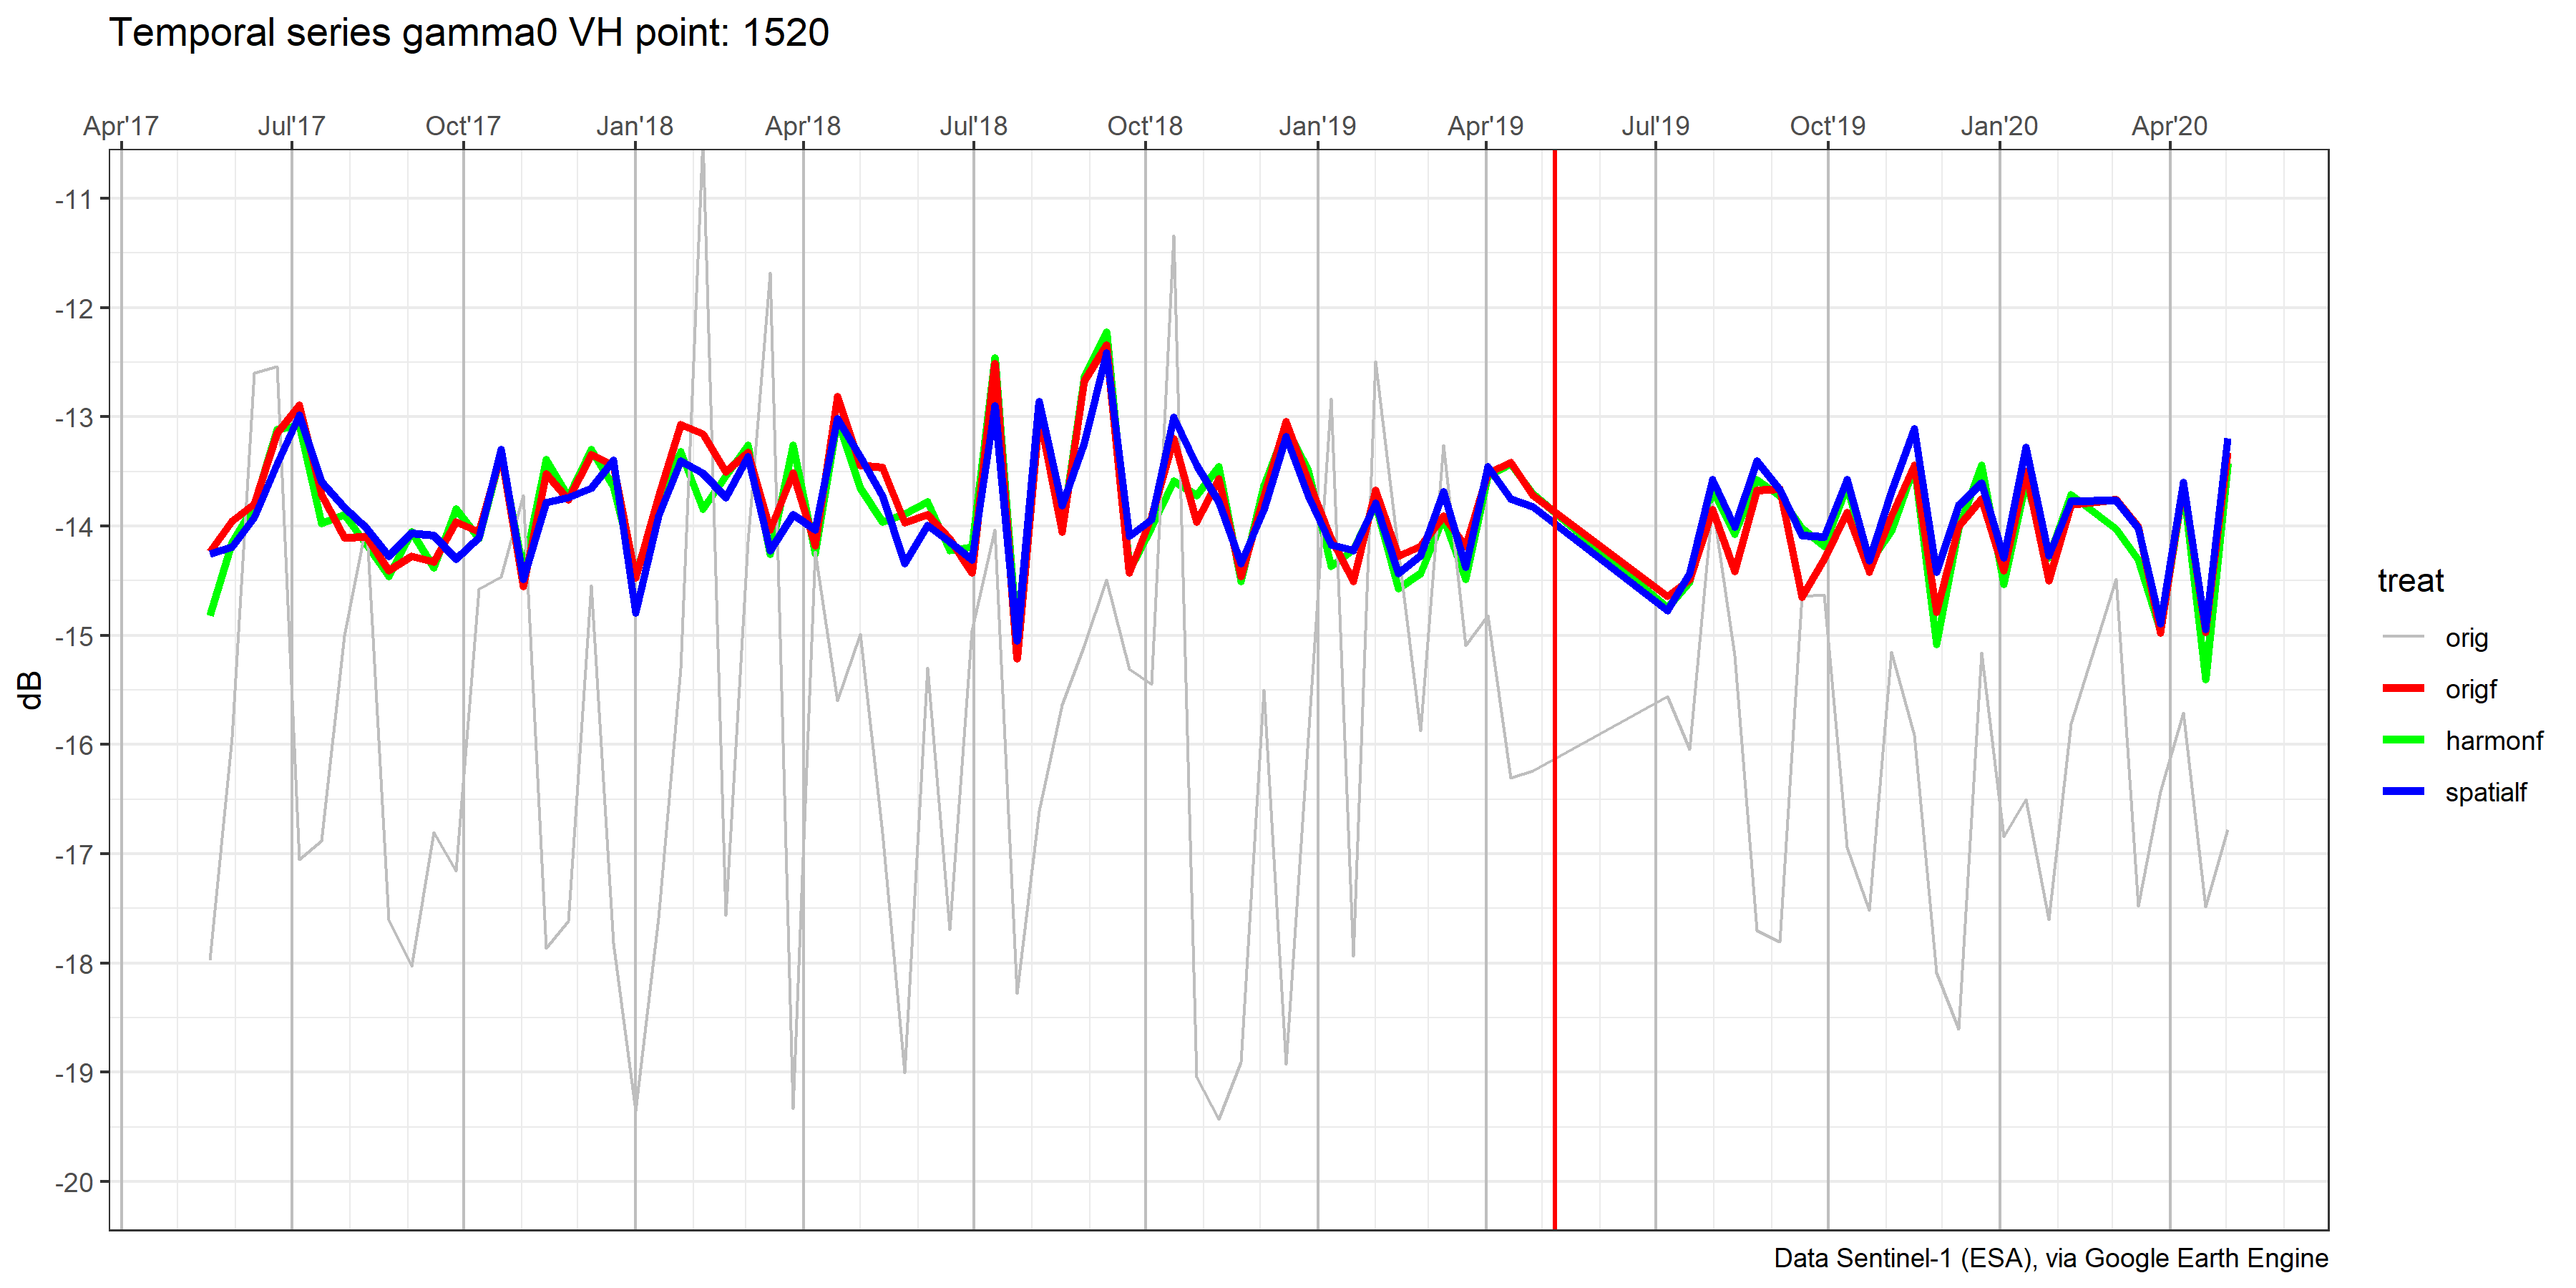 Temporal series gamma0 VH point: 1520
Apr'17 Jul'17 Oct'17 Jan'18 Apr'18 Jul'18 Oct'18 Jan'19 Apr'19 Jul'19 Oct'19 Jan'20 Apr'20
-11
-12
-13
-14
-15
-16
-17
-18
-19
-20
dB
treat
orig
origf
harmonf
spatialf
Data Sentinel-1 (ESA), via Google Earth Engine